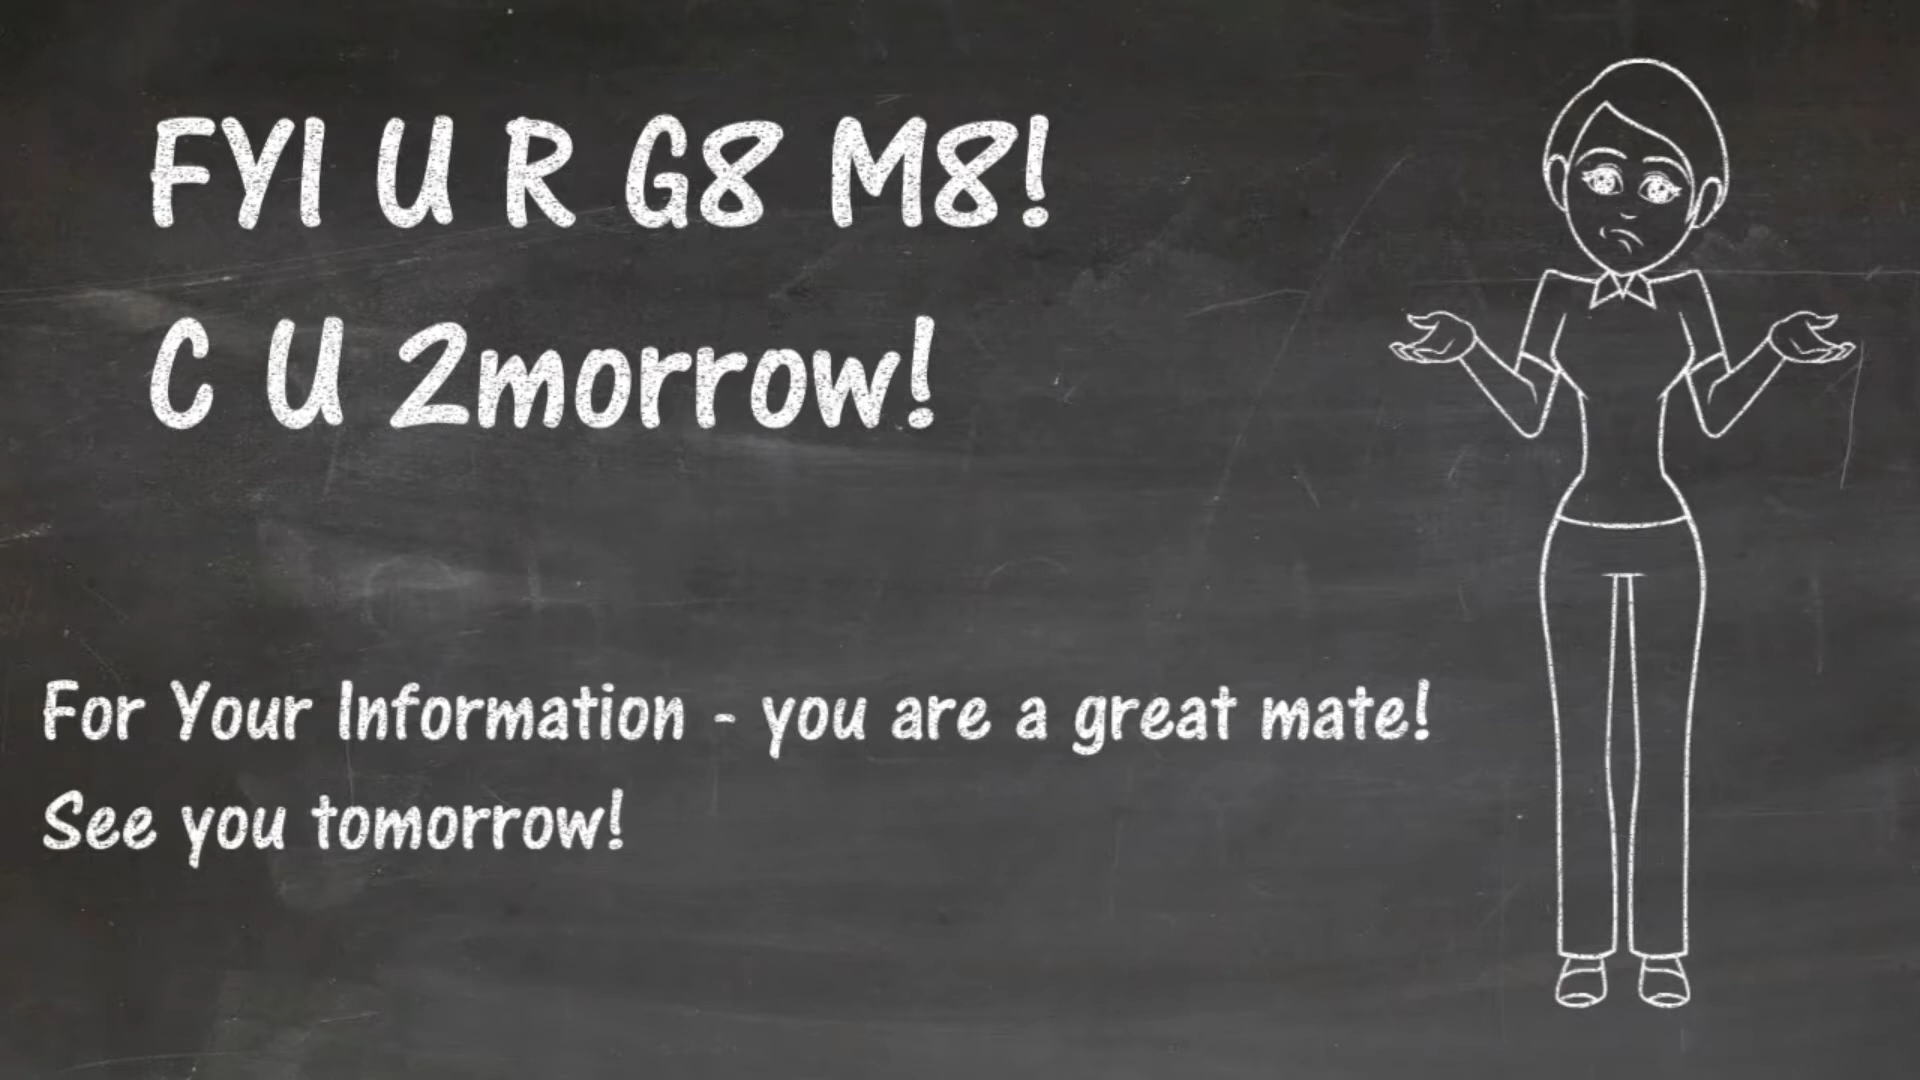 FYI U R G8 M8!
C U 2morrow!
For Your Information - you are a great mate!
See you tomorrow!